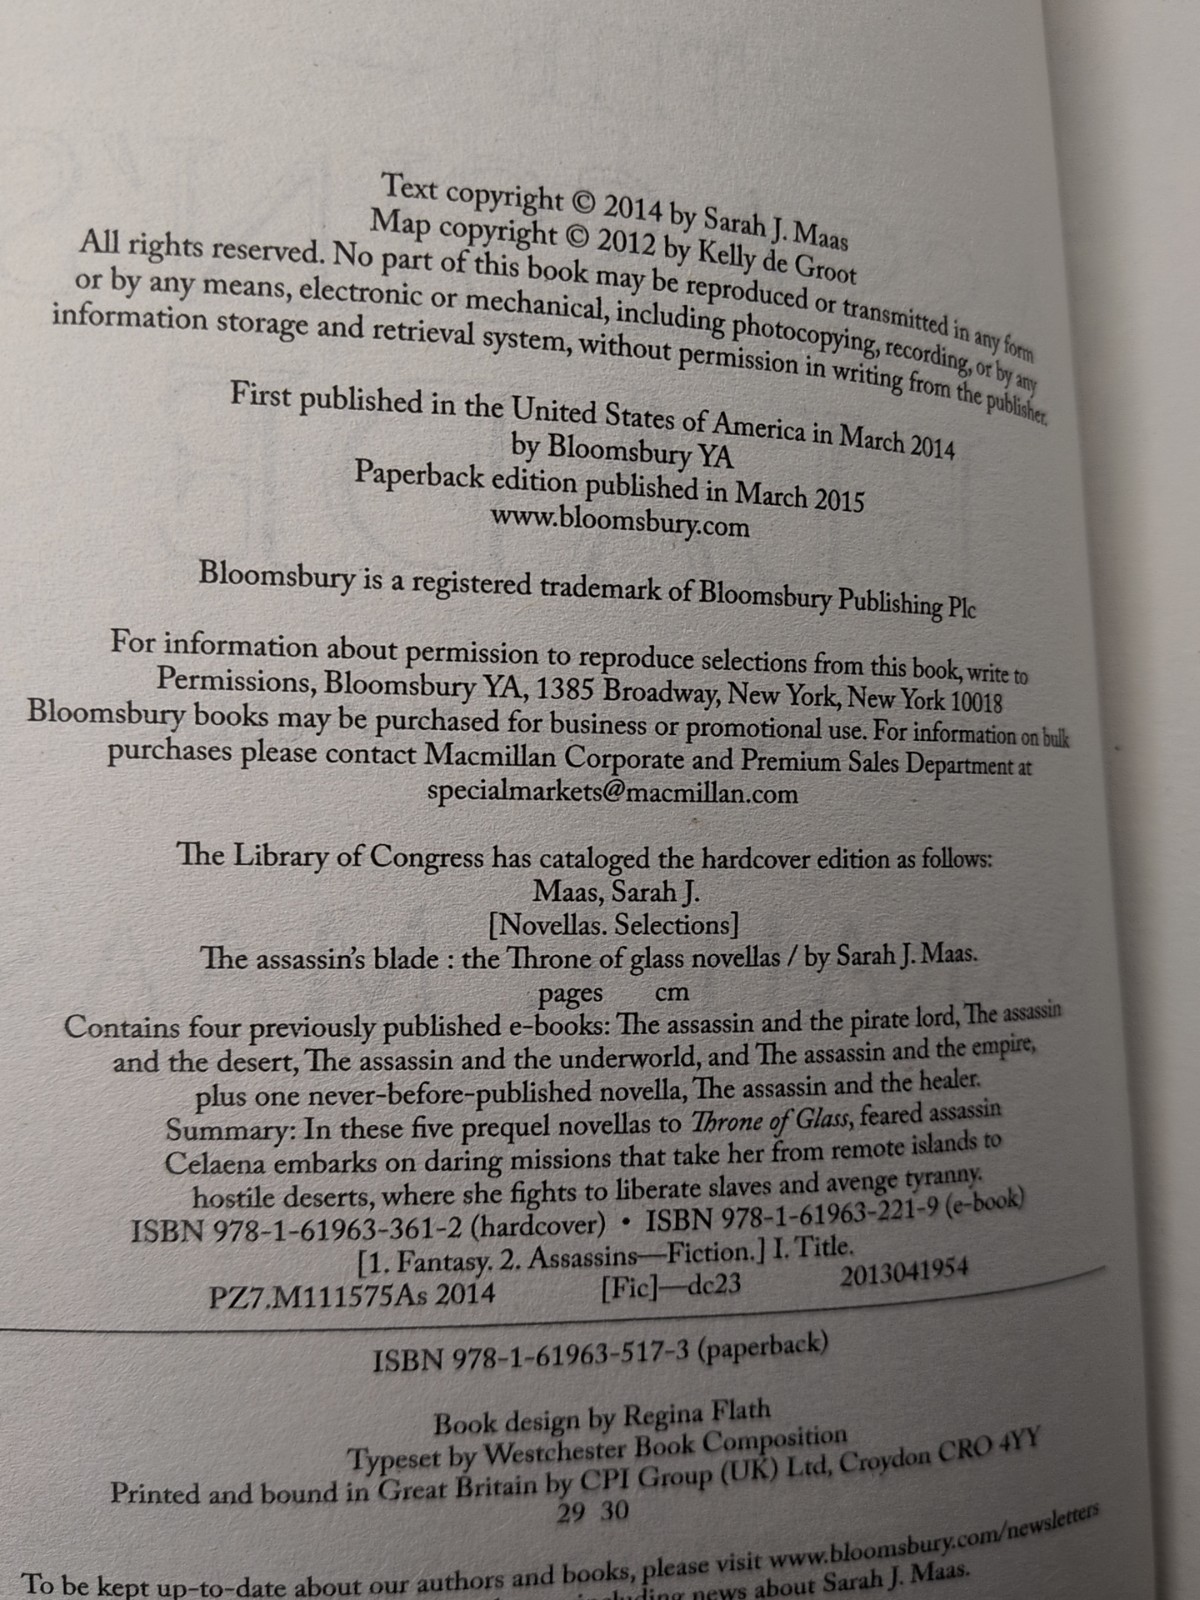 Text copyright © 2014 by Sarah J. Maas
Map copyright © 2012 by Kelly de Groot
All rights reserved. No part of this book may be reproduced or transmitted in any form
or by any means, electronic or mechanical, including photocopying, recording, or by any
information storage and retrieval system, without permission in writing from the publisher.
First published in the United States of America in March 2014
by Bloomsbury YA
Paperback edition published in March 2015
www.bloomsbury.com
Bloomsbury is a registered trademark of Bloomsbury Publishing Plc
For information about permission to reproduce selections from this book, write to
Permissions, Bloomsbury YA, 1385 Broadway, New York, New York 10018
Bloomsbury books may be purchased for business or promotional use. For information on bulk
purchases please contact Macmillan Corporate and Premium Sales Department at
specialmarkets@macmillan.com
The Library of Congress has cataloged the hardcover edition as follows:
Maas, Sarah J.
[Novellas. Selections]
The assassin's blade : the Throne of glass novellas / by Sarah J. Maas.
pages cm
Contains four previously published e-books: The assassin and the pirate lord, The assassin
and the desert, The assassin and the underworld, and The assassin and the empire,
plus one never-before-published novella, The assassin and the healer.
Summary: In these five prequel novellas to Throne of Glass, feared assassin
Celaena embarks on daring missions that take her from remote islands to
hostile deserts, where she fights to liberate slaves and avenge tyranny.
ISBN 978-1-61963-361-2 (hardcover) • ISBN 978-1-61963-221-9 (e-book)
[1. Fantasy. 2. Assassins—Fiction.] I. Title.
PZ7.M111575As 2014 [Fic]—dc23 2013041954
ISBN 978-1-61963-517-3 (paperback)
Book design by Regina Flath
Typeset by Westchester Book Composition
Printed and bound in Great Britain by CPI Group (UK) Ltd, Croydon CR0 4YY
29 30
To be kept up-to-date about our authors and books, please visit www.bloomsbury.com/newsletters
news about Sarah J. Maas.